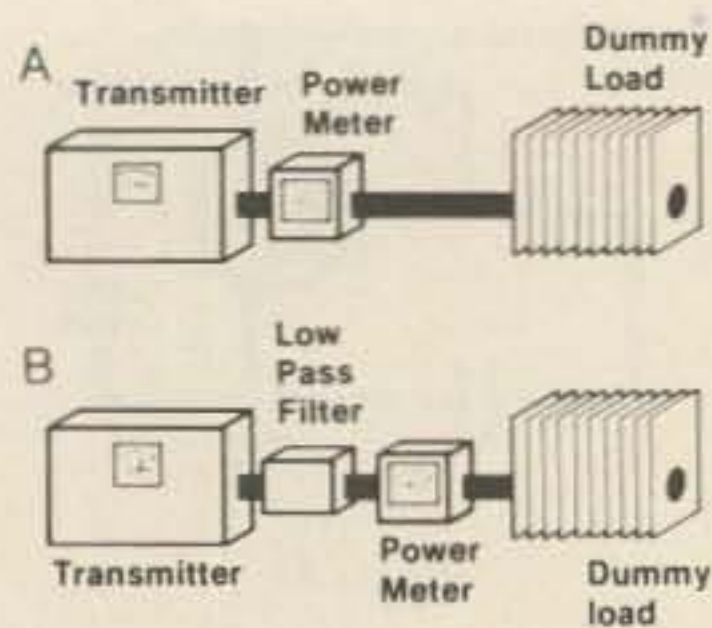 A
Transmitter
Power
Meter
Dummy
Load
B
Low
Pass
Filter
Transmitter
Power
Meter
Dummy
load